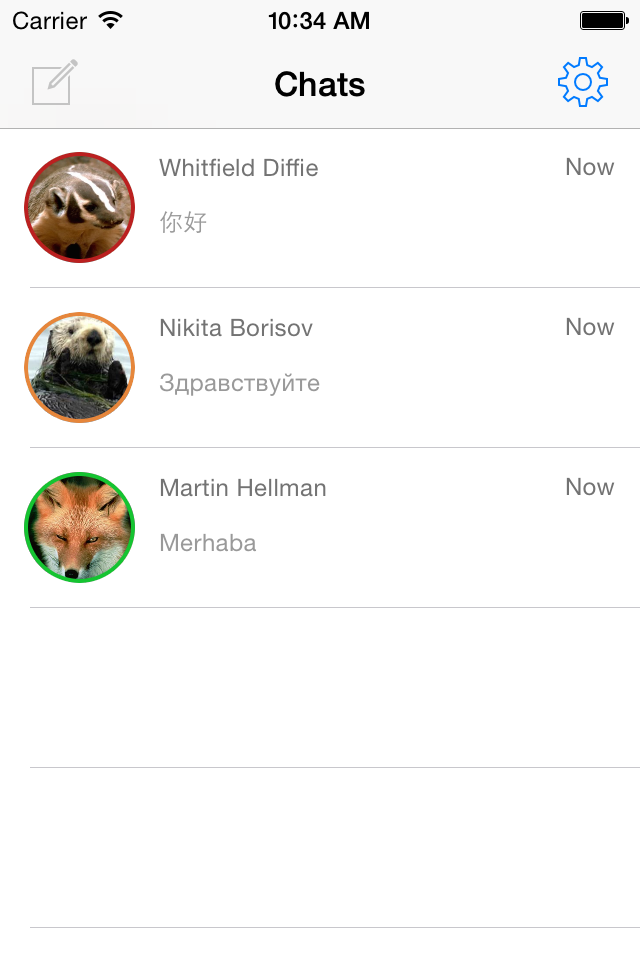 Carrier 10:34 AM
Chats
Whitfield Diffie Now
你好
Nikita Borisov Now
Здравствуйте
Martin Hellman Now
Merhaba